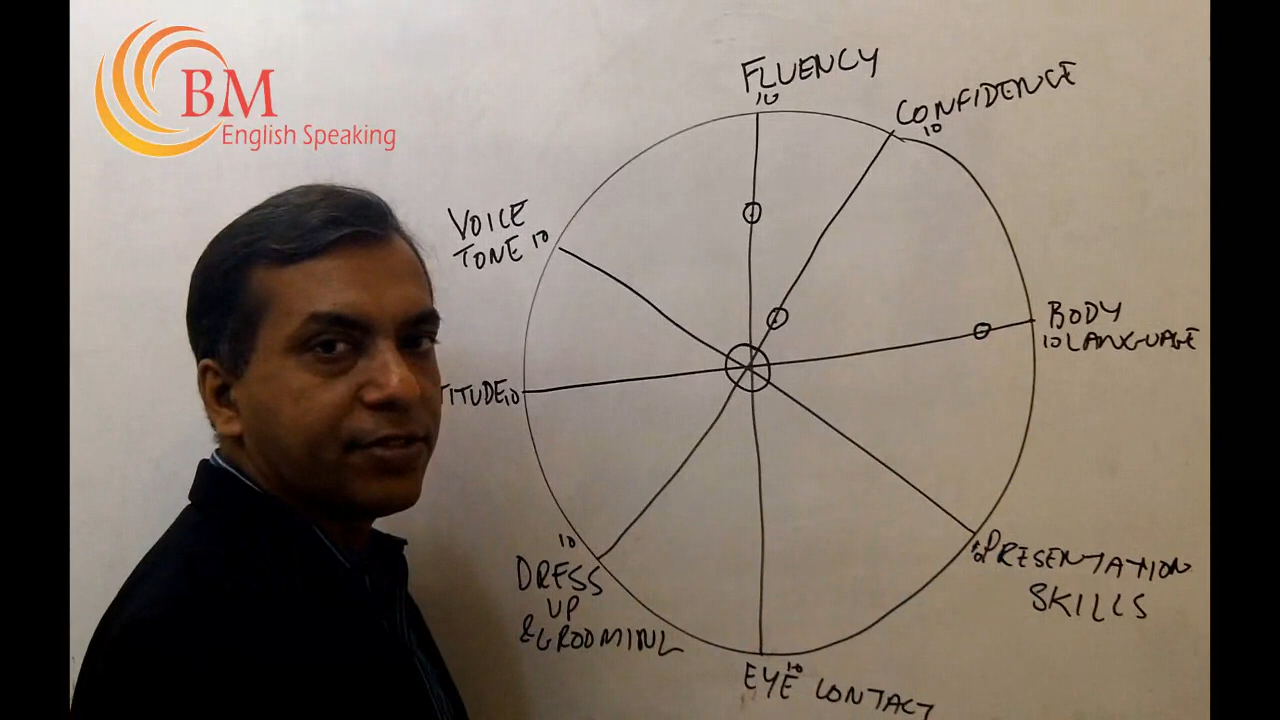 BM
English Speaking
FLUENCY
10
CONFIDENCE
10
VOICE
TONE 10
BODY
10 LANGUAGE
TITUDE 10
10
DRESS
UP
& GROOMING
10
PRESENTATION
SKILLS
10
EYE CONTACT